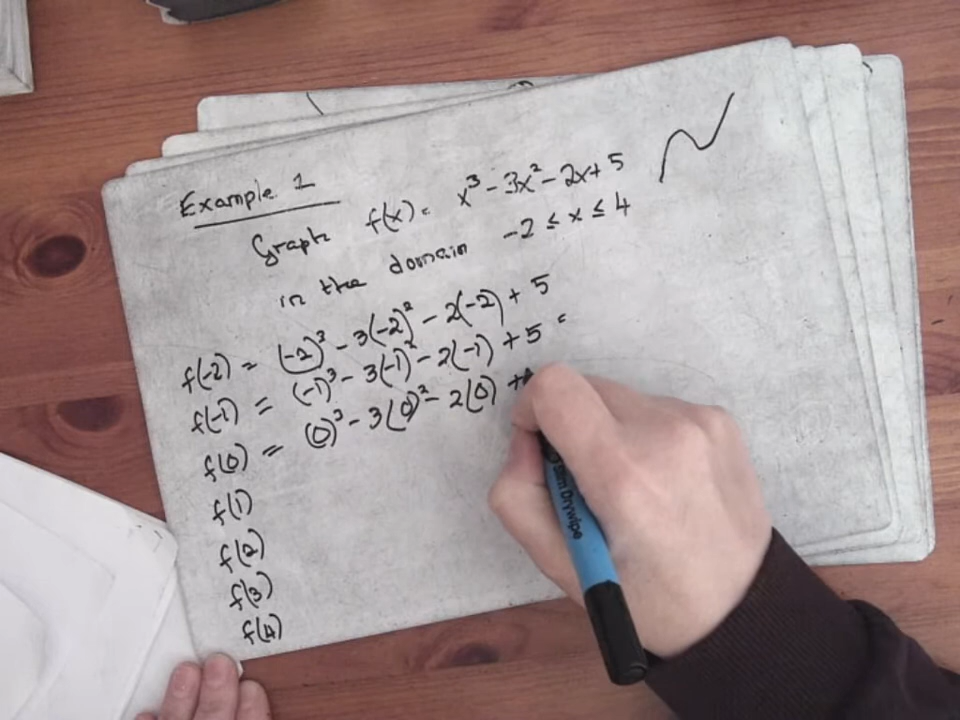 Example 1
Graph f(x) = x³ - 3x² - 2x + 5
in the domain -2 ≤ x ≤ 4
f(-2) = (-2)³ - 3(-2)² - 2(-2) + 5
f(-1) = (-1)³ - 3(-1)² - 2(-1) + 5 =
f(0) = (0)³ - 3(0)² - 2(0) +
f(1)
f(2)
f(3)
f(4)
Slim Drywipe